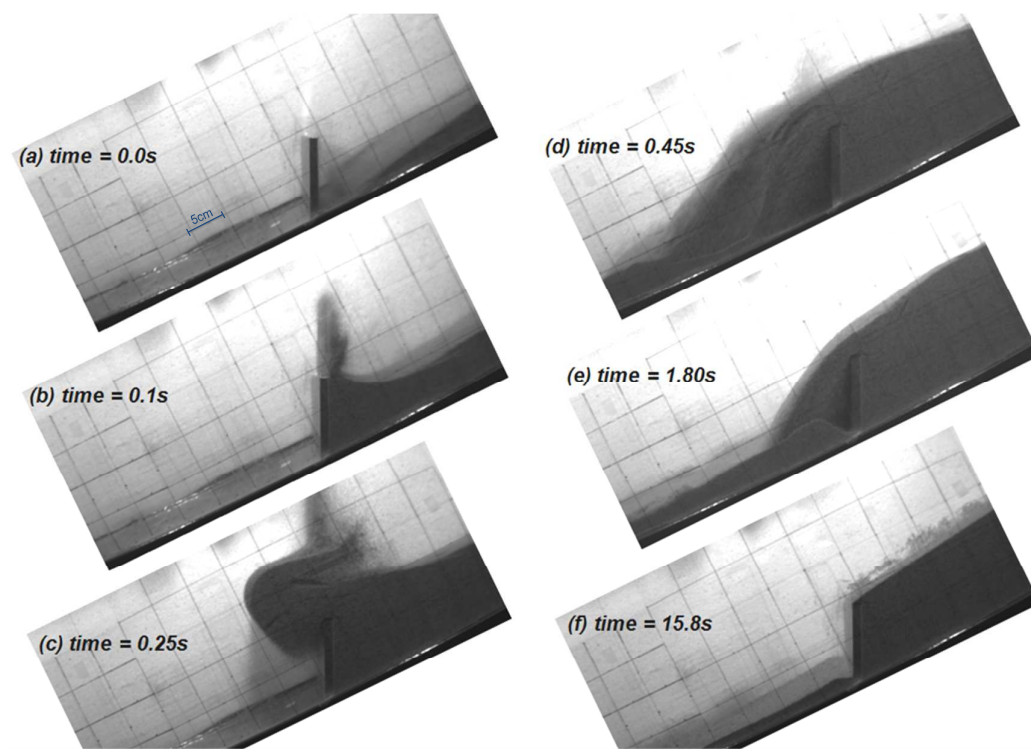 (a) time = 0.0s
5cm
(b) time = 0.1s
(c) time = 0.25s
(d) time = 0.45s
(e) time = 1.80s
(f) time = 15.8s